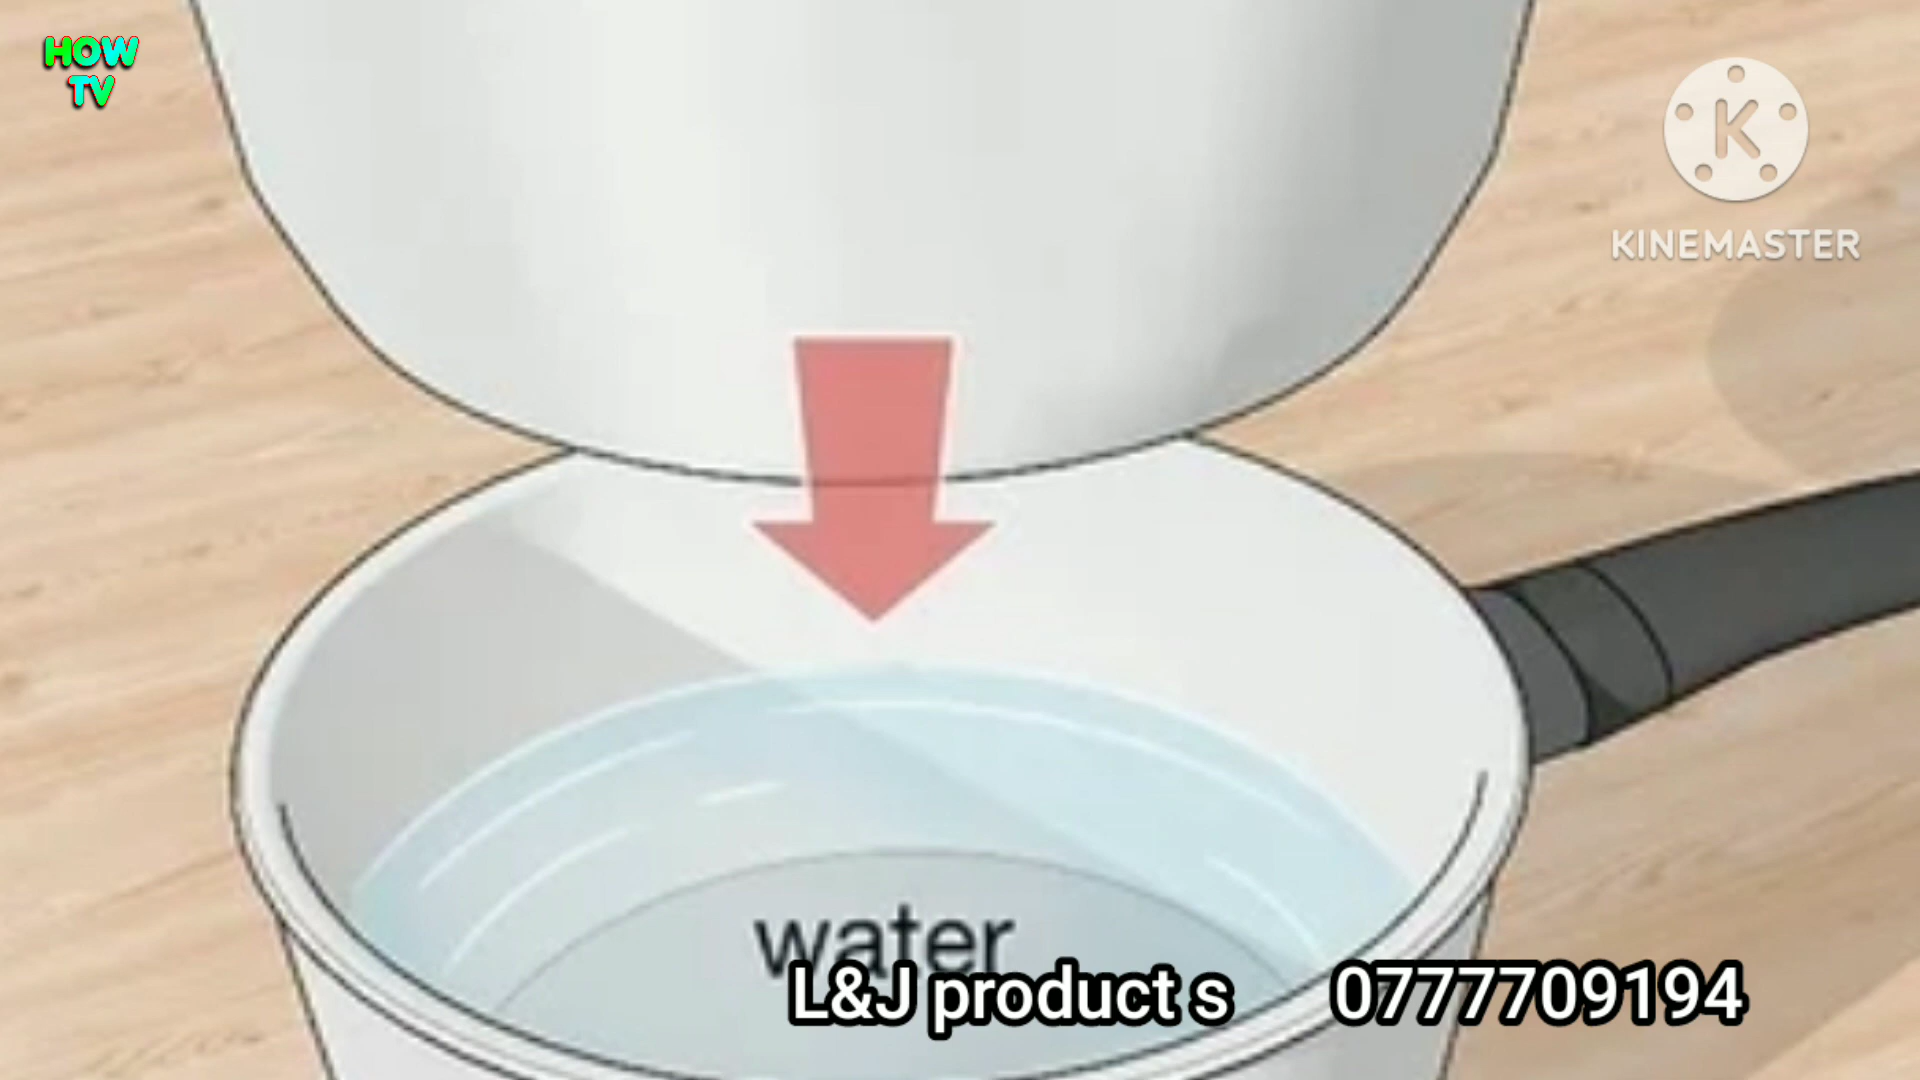 HOW
TV
K
KINEMASTER
water
L&J product s 0777709194